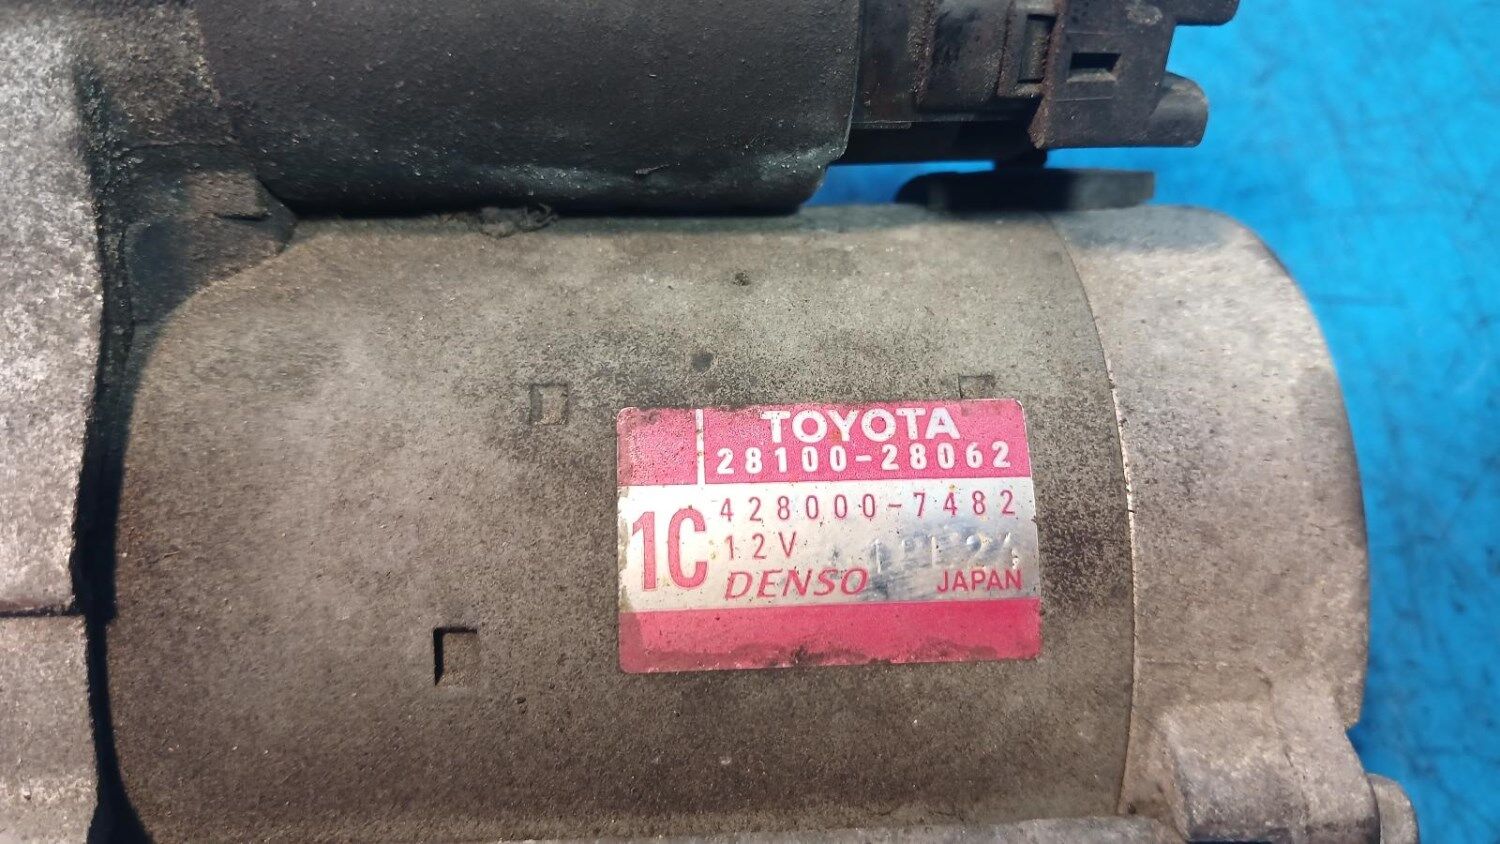 TOYOTA
28100-28062
1C
428000-7482
12V
DENSO JAPAN